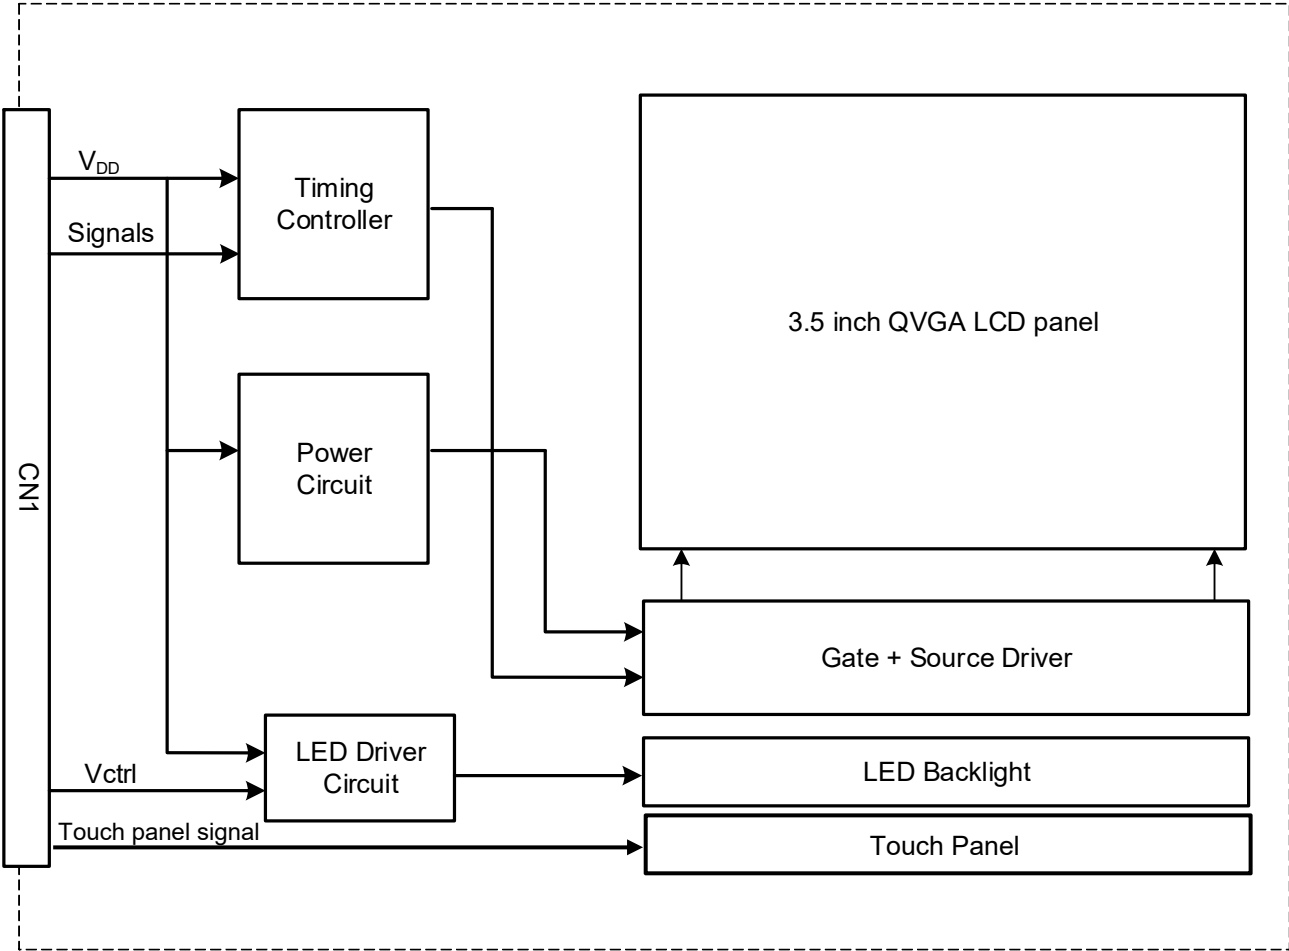 V_DD
Timing
Controller
Signals
3.5 inch QVGA LCD panel
Power
Circuit
CN1
Gate + Source Driver
LED Driver
Circuit
Vctrl
LED Backlight
Touch panel signal
Touch Panel